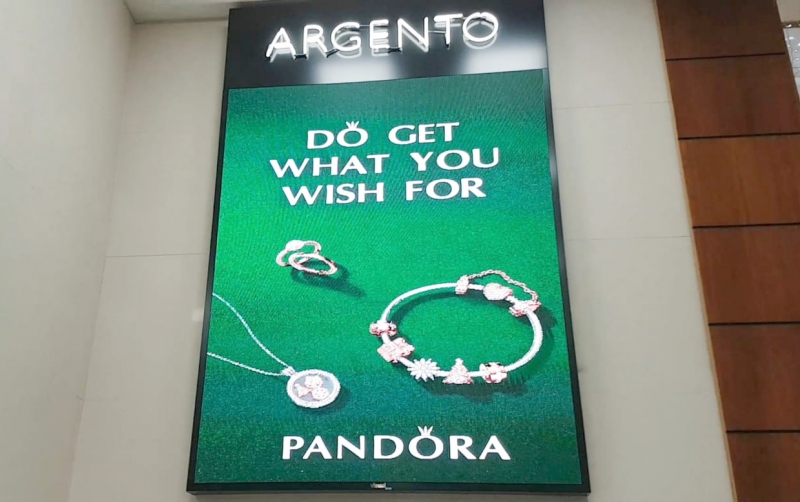 ARGENTO
DO GET
WHAT YOU
WISH FOR
PANDORA